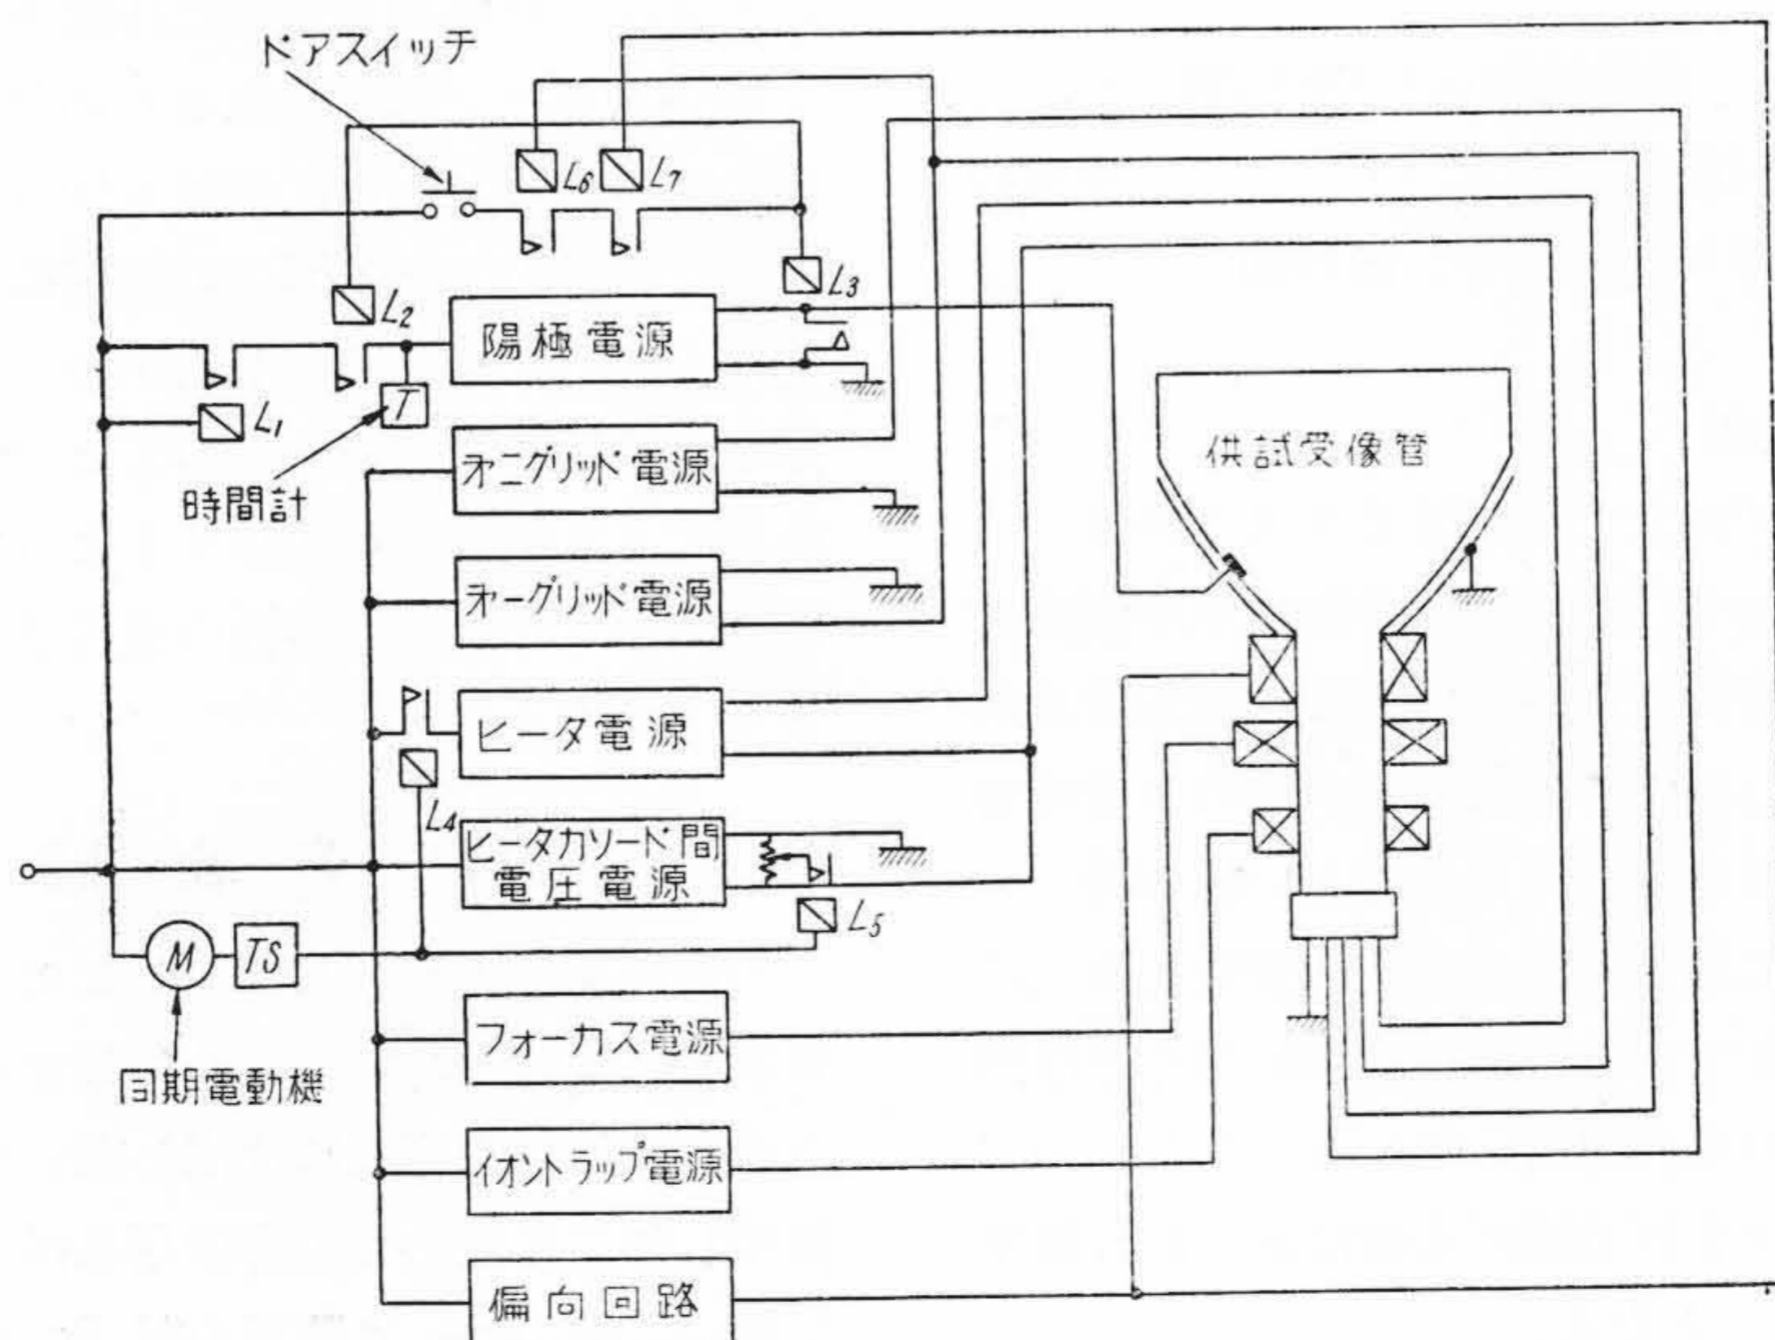 ドアスイッチ
L6
L7
L2
L3
陽極電源
T
L1
時間計
オニグリッド電源
供試受像管
オーグリッド電源
ヒータ電源
L4
ヒータカソード間
電圧電源
L5
M
TS
同期電動機
フォーカス電源
イオントラップ電源
偏向回路